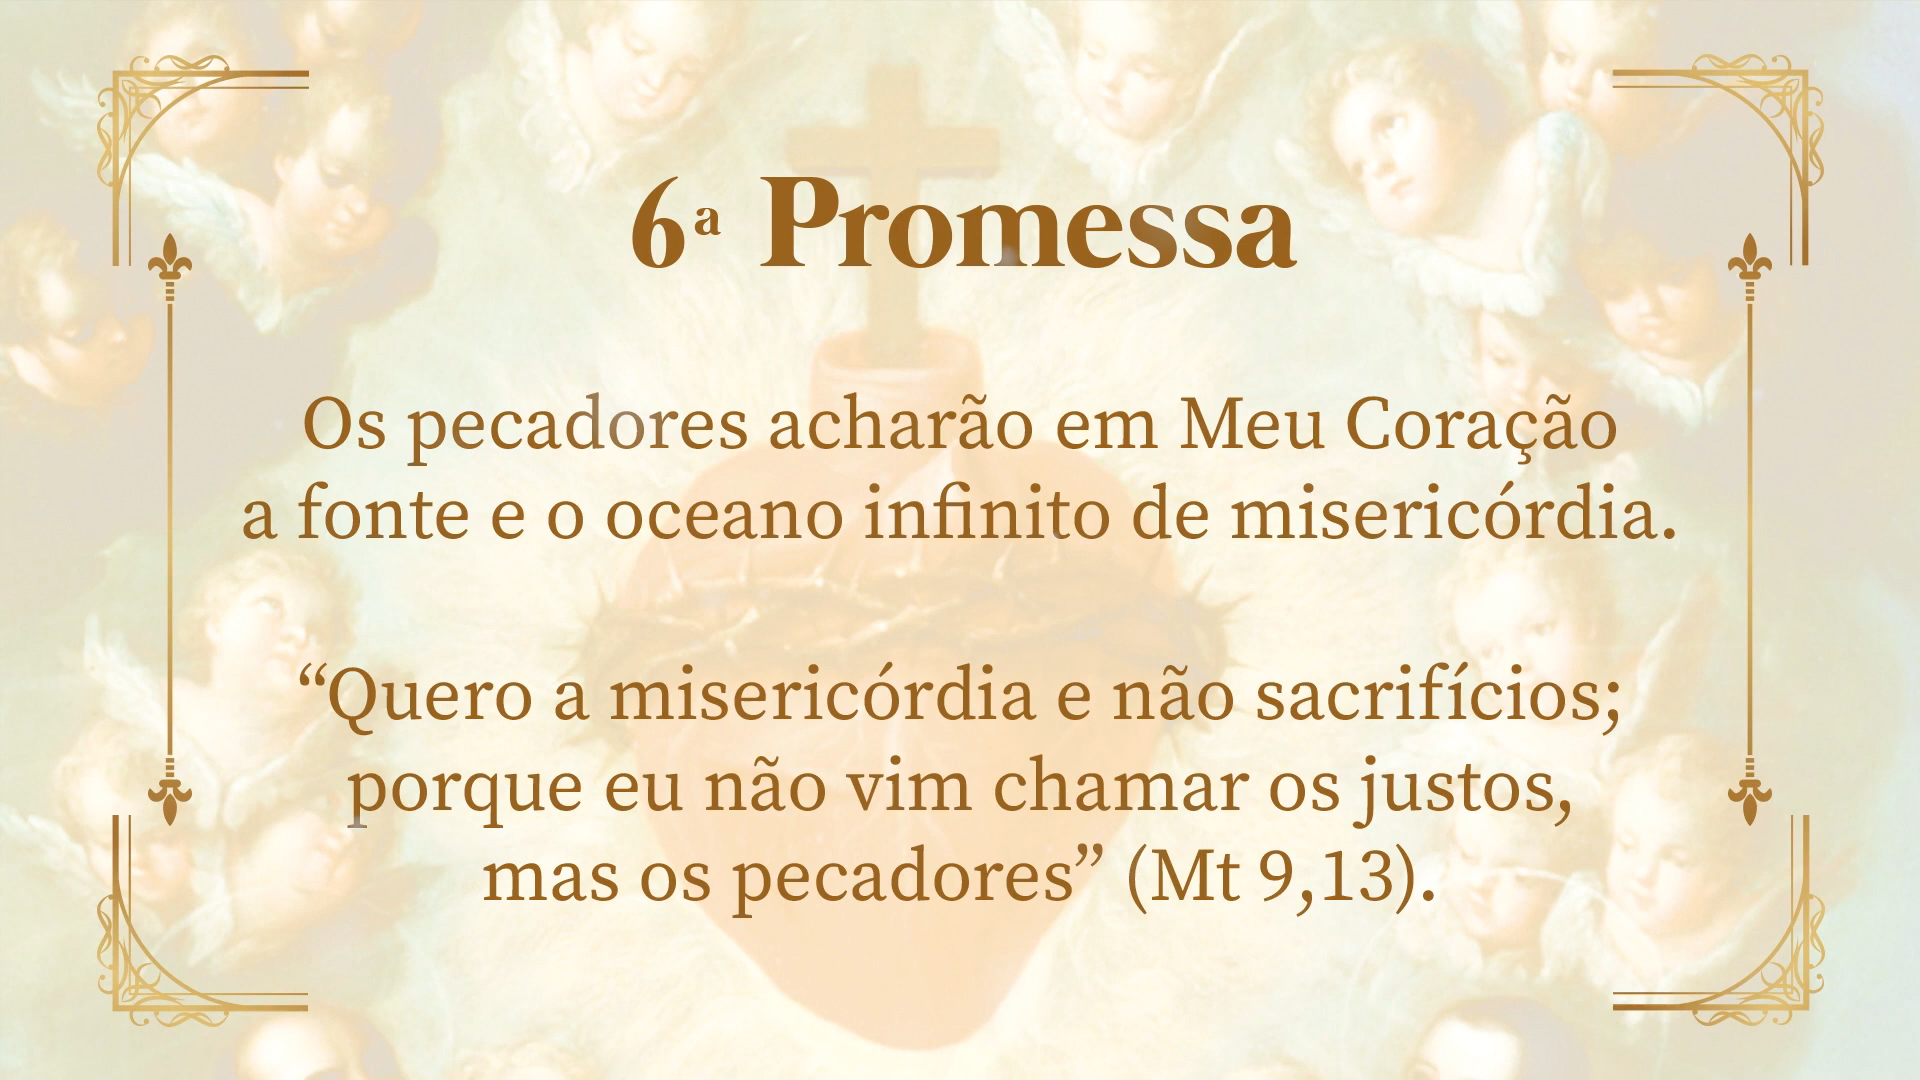 6ª Promessa
Os pecadores acharão em Meu Coração
a fonte e o oceano infinito de misericórdia.
“Quero a misericórdia e não sacrifícios;
porque eu não vim chamar os justos,
mas os pecadores” (Mt 9,13).